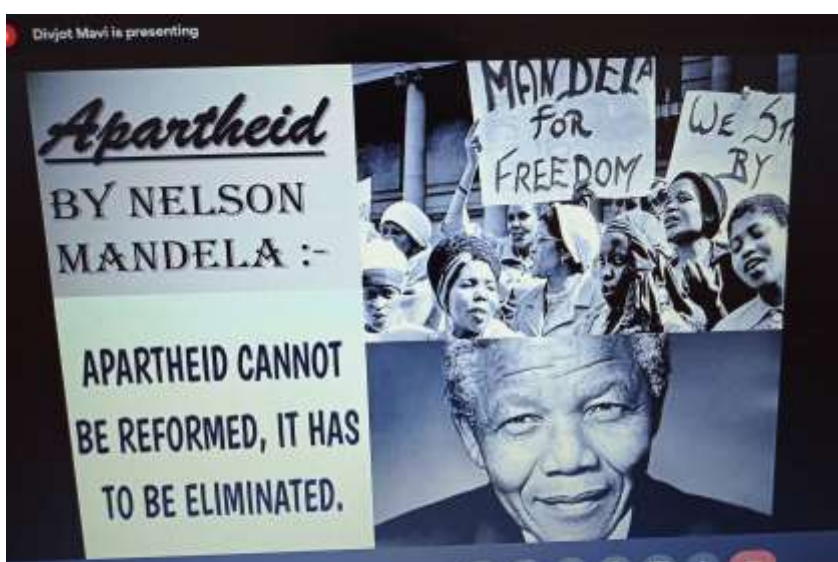 Divjot Mavi is presenting
Apartheid
BY NELSON
MANDELA :-
APARTHEID CANNOT
BE REFORMED, IT HAS
TO BE ELIMINATED.
MANDELA
FOR
FREEDOM
WE
BY